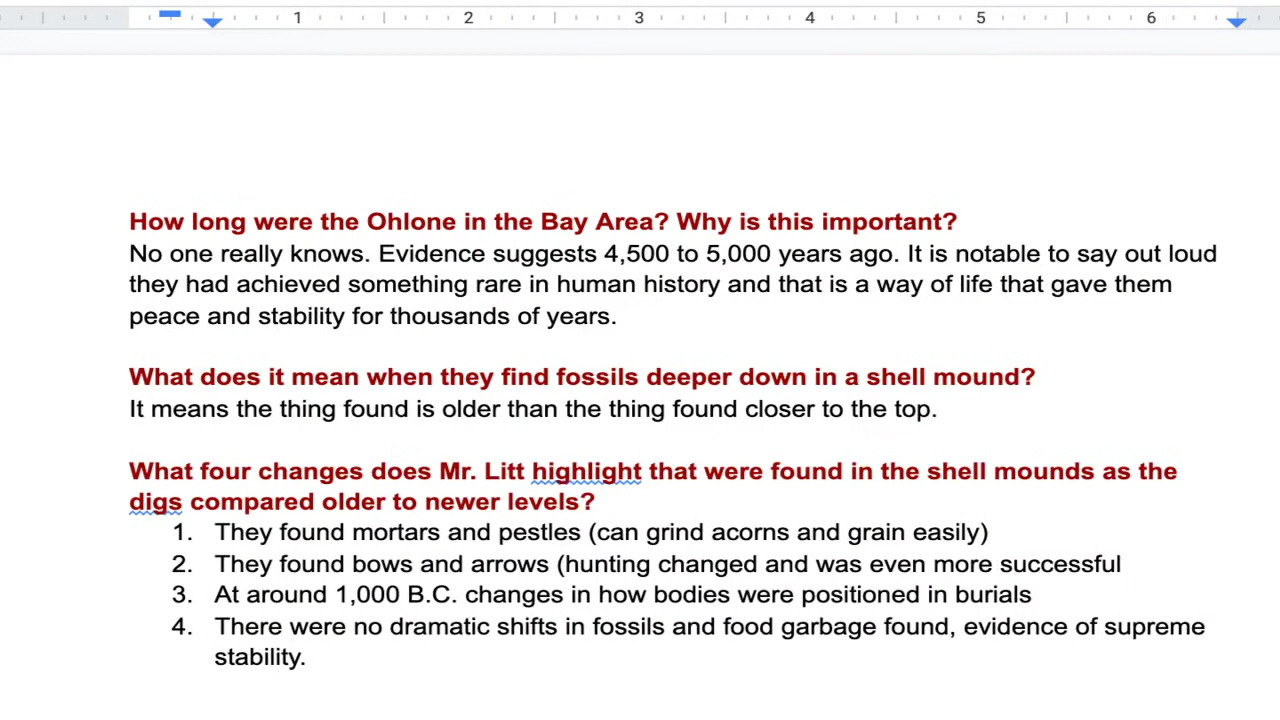 1 2 3 4 5 6
How long were the Ohlone in the Bay Area? Why is this important?
No one really knows. Evidence suggests 4,500 to 5,000 years ago. It is notable to say out loud
they had achieved something rare in human history and that is a way of life that gave them
peace and stability for thousands of years.
What does it mean when they find fossils deeper down in a shell mound?
It means the thing found is older than the thing found closer to the top.
What four changes does Mr. Litt highlight that were found in the shell mounds as the
digs compared older to newer levels?
1. They found mortars and pestles (can grind acorns and grain easily)
2. They found bows and arrows (hunting changed and was even more successful
3. At around 1,000 B.C. changes in how bodies were positioned in burials
4. There were no dramatic shifts in fossils and food garbage found, evidence of supreme
stability.